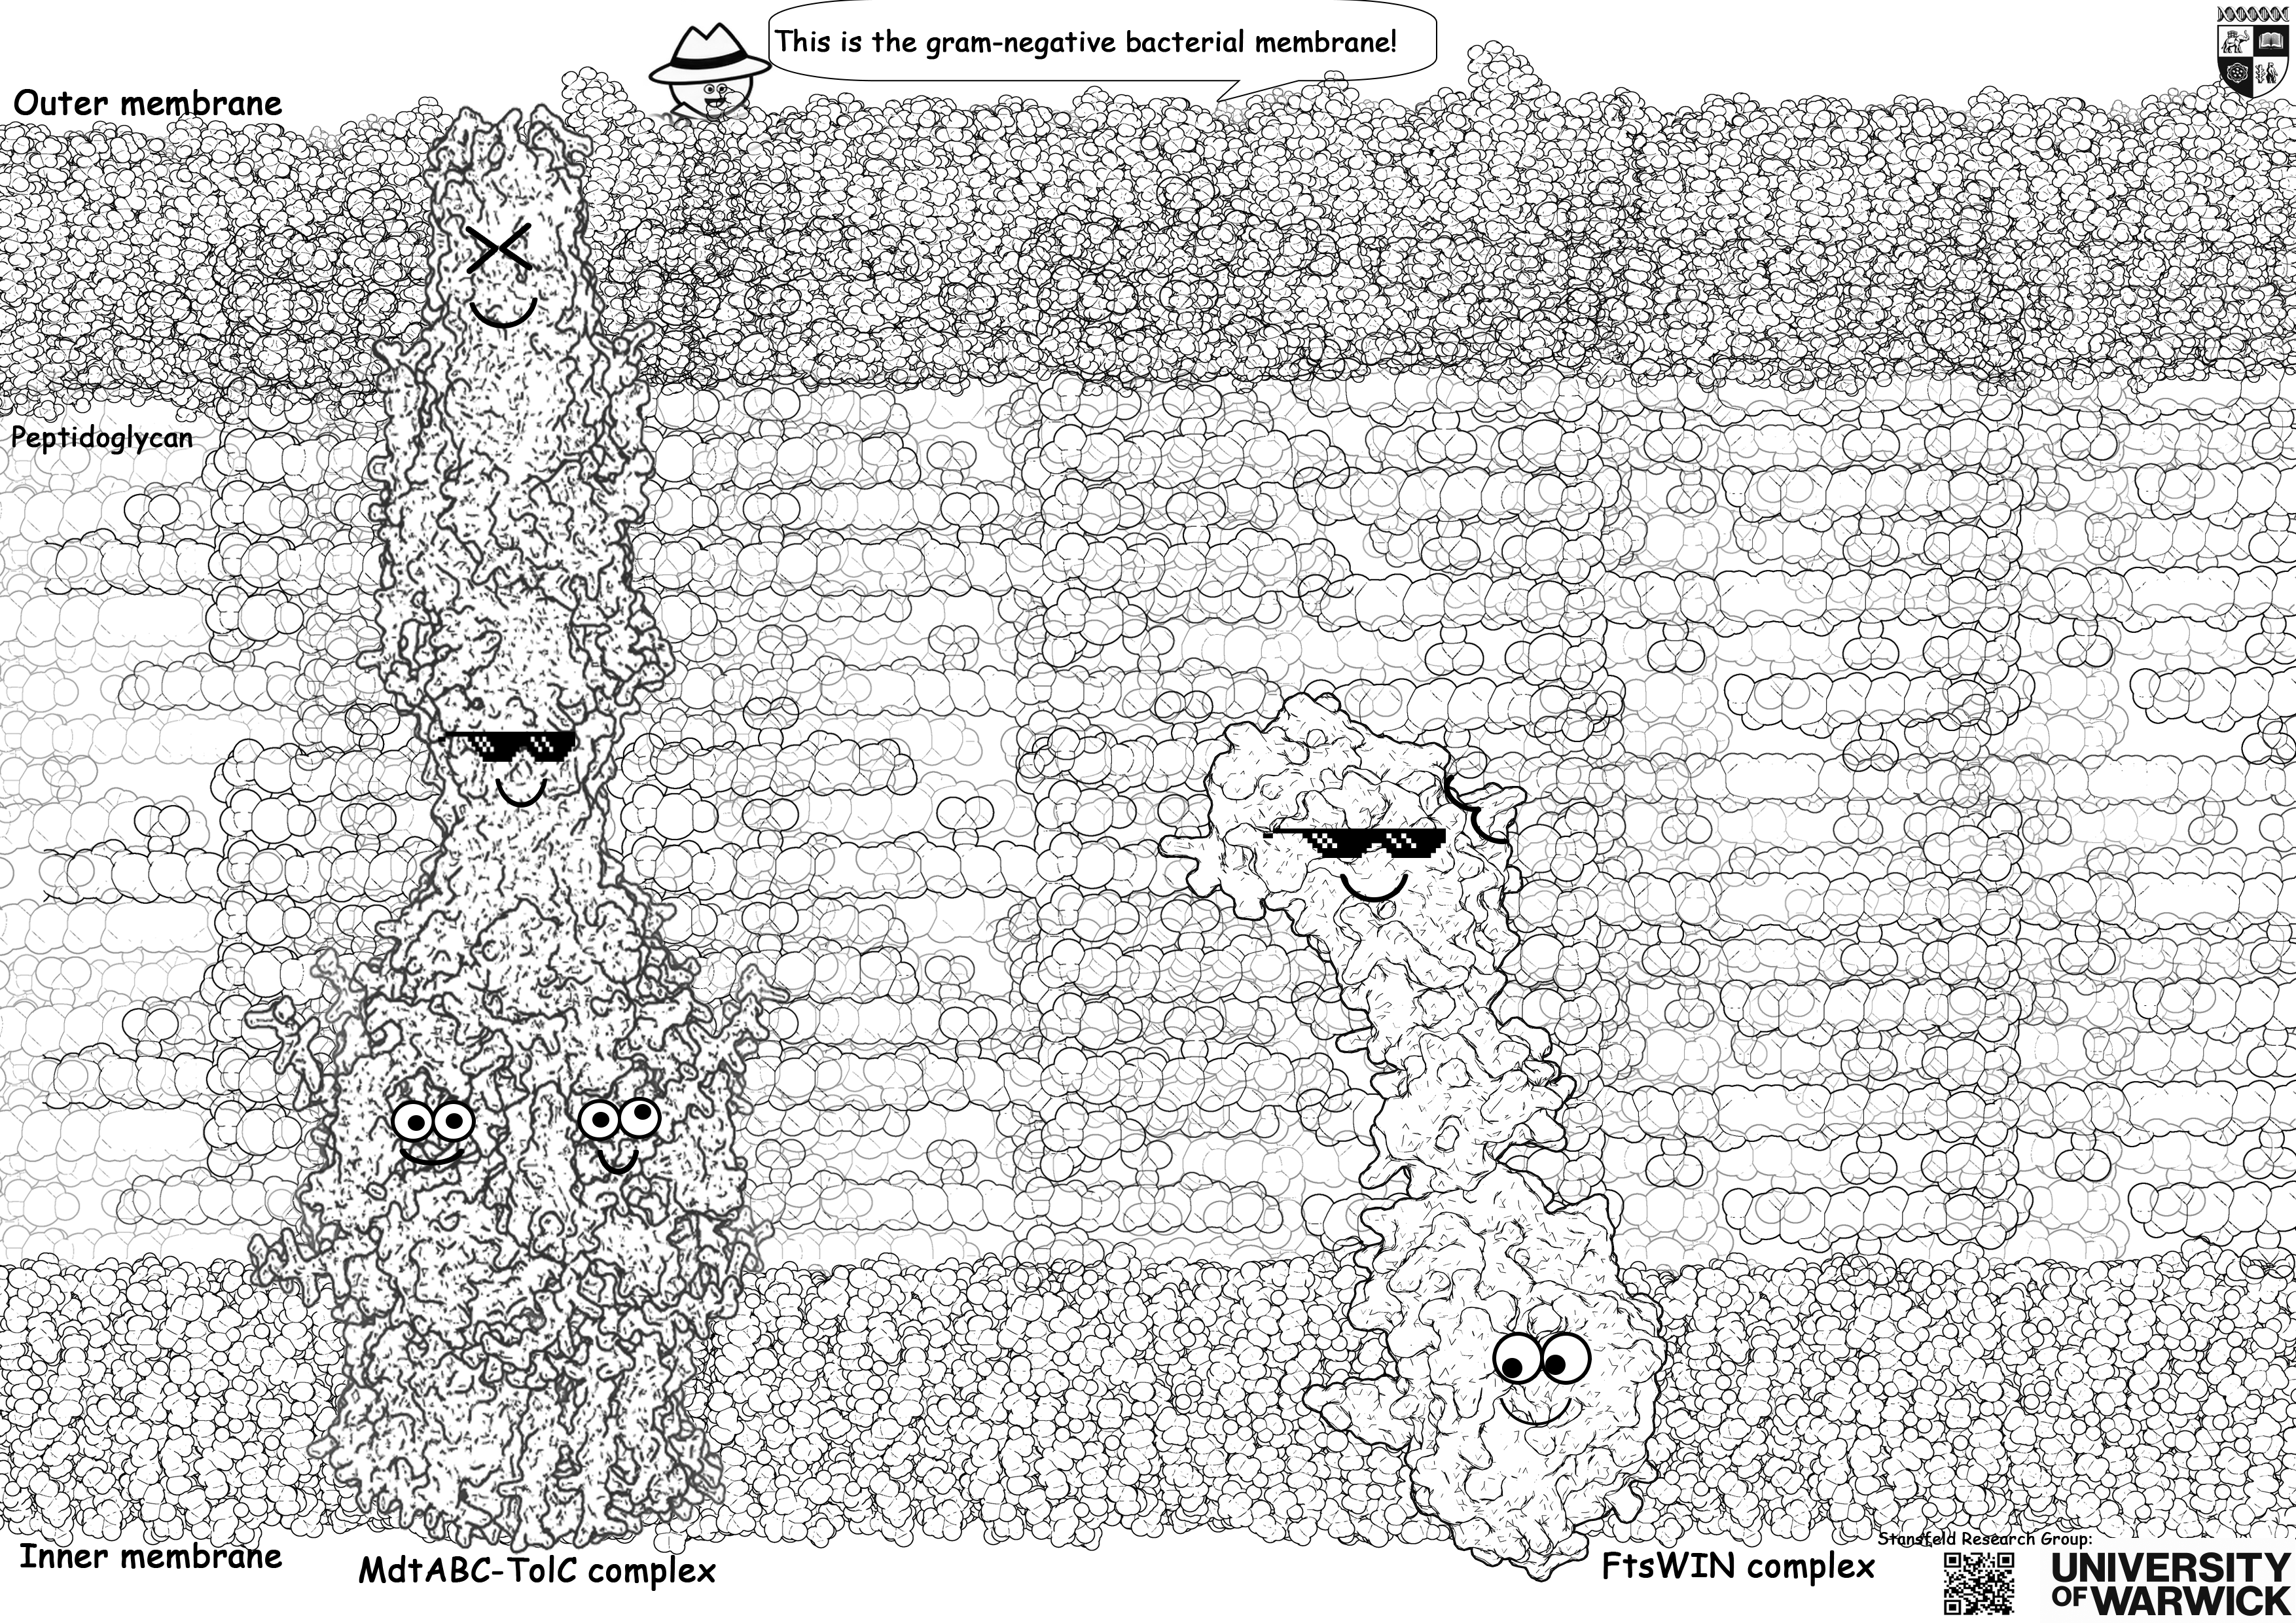 This is the gram-negative bacterial membrane!
Outer membrane
Peptidoglycan
Inner membrane
MdtABC-TolC complex
FtsWIN complex
Stansfeld Research Group:
UNIVERSITY
OF WARWICK